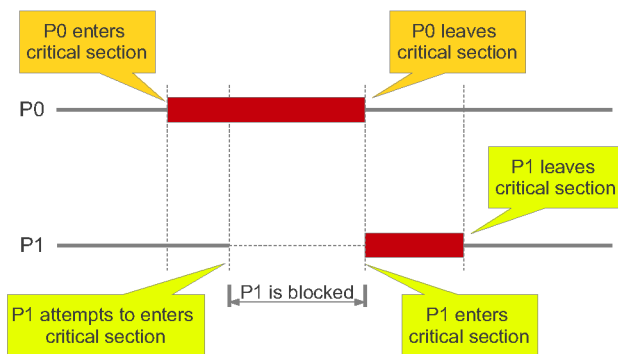 P0 enters
critical section
P0 leaves
critical section
P0
P1 leaves
critical section
P1
P1 is blocked
P1 attempts to enters
critical section
P1 enters
critical section